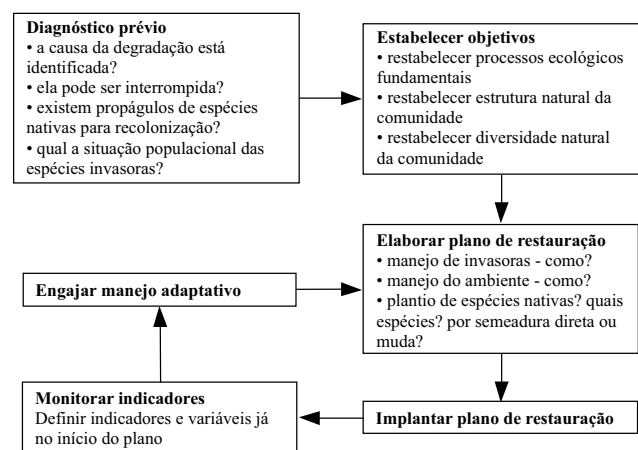 Diagnóstico prévio
• a causa da degradação está
identificada?
• ela pode ser interrompida?
• existem propágulos de espécies
nativas para recolonização?
• qual a situação populacional das
espécies invasoras?
Estabelecer objetivos
• restabelecer processos ecológicos
fundamentais
• restabelecer estrutura natural da
comunidade
• restabelecer diversidade natural
da comunidade
Elaborar plano de restauração
• manejo de invasoras - como?
• manejo do ambiente - como?
• plantio de espécies nativas? quais
espécies? por semeadura direta ou
muda?
Engajar manejo adaptativo
Monitorar indicadores
Definir indicadores e variáveis já
no início do plano
Implantar plano de restauração